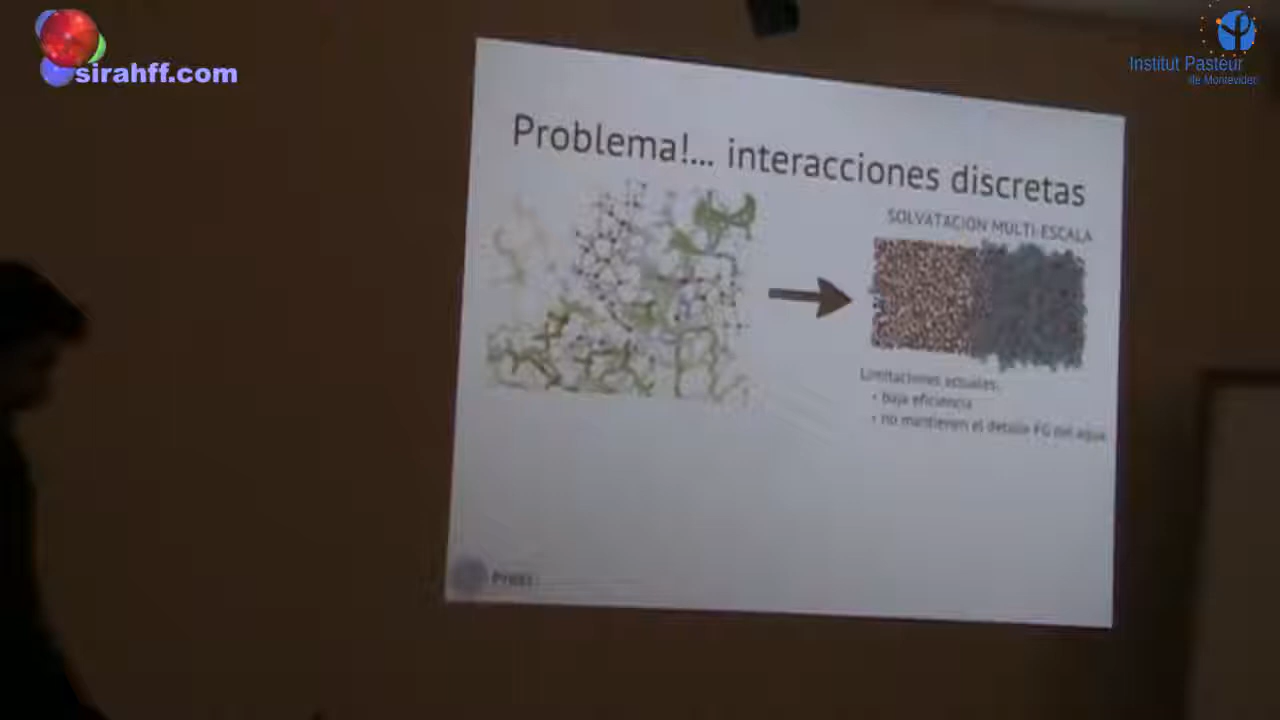 sirahff.com
Institut Pasteur
de Montevideo
Problema!... interacciones discretas
SOLVATACION MULTI-ESCALA
Limitaciones actuales:
• baja eficiencia
• no mantienen el detalle FG del agua
Prezi